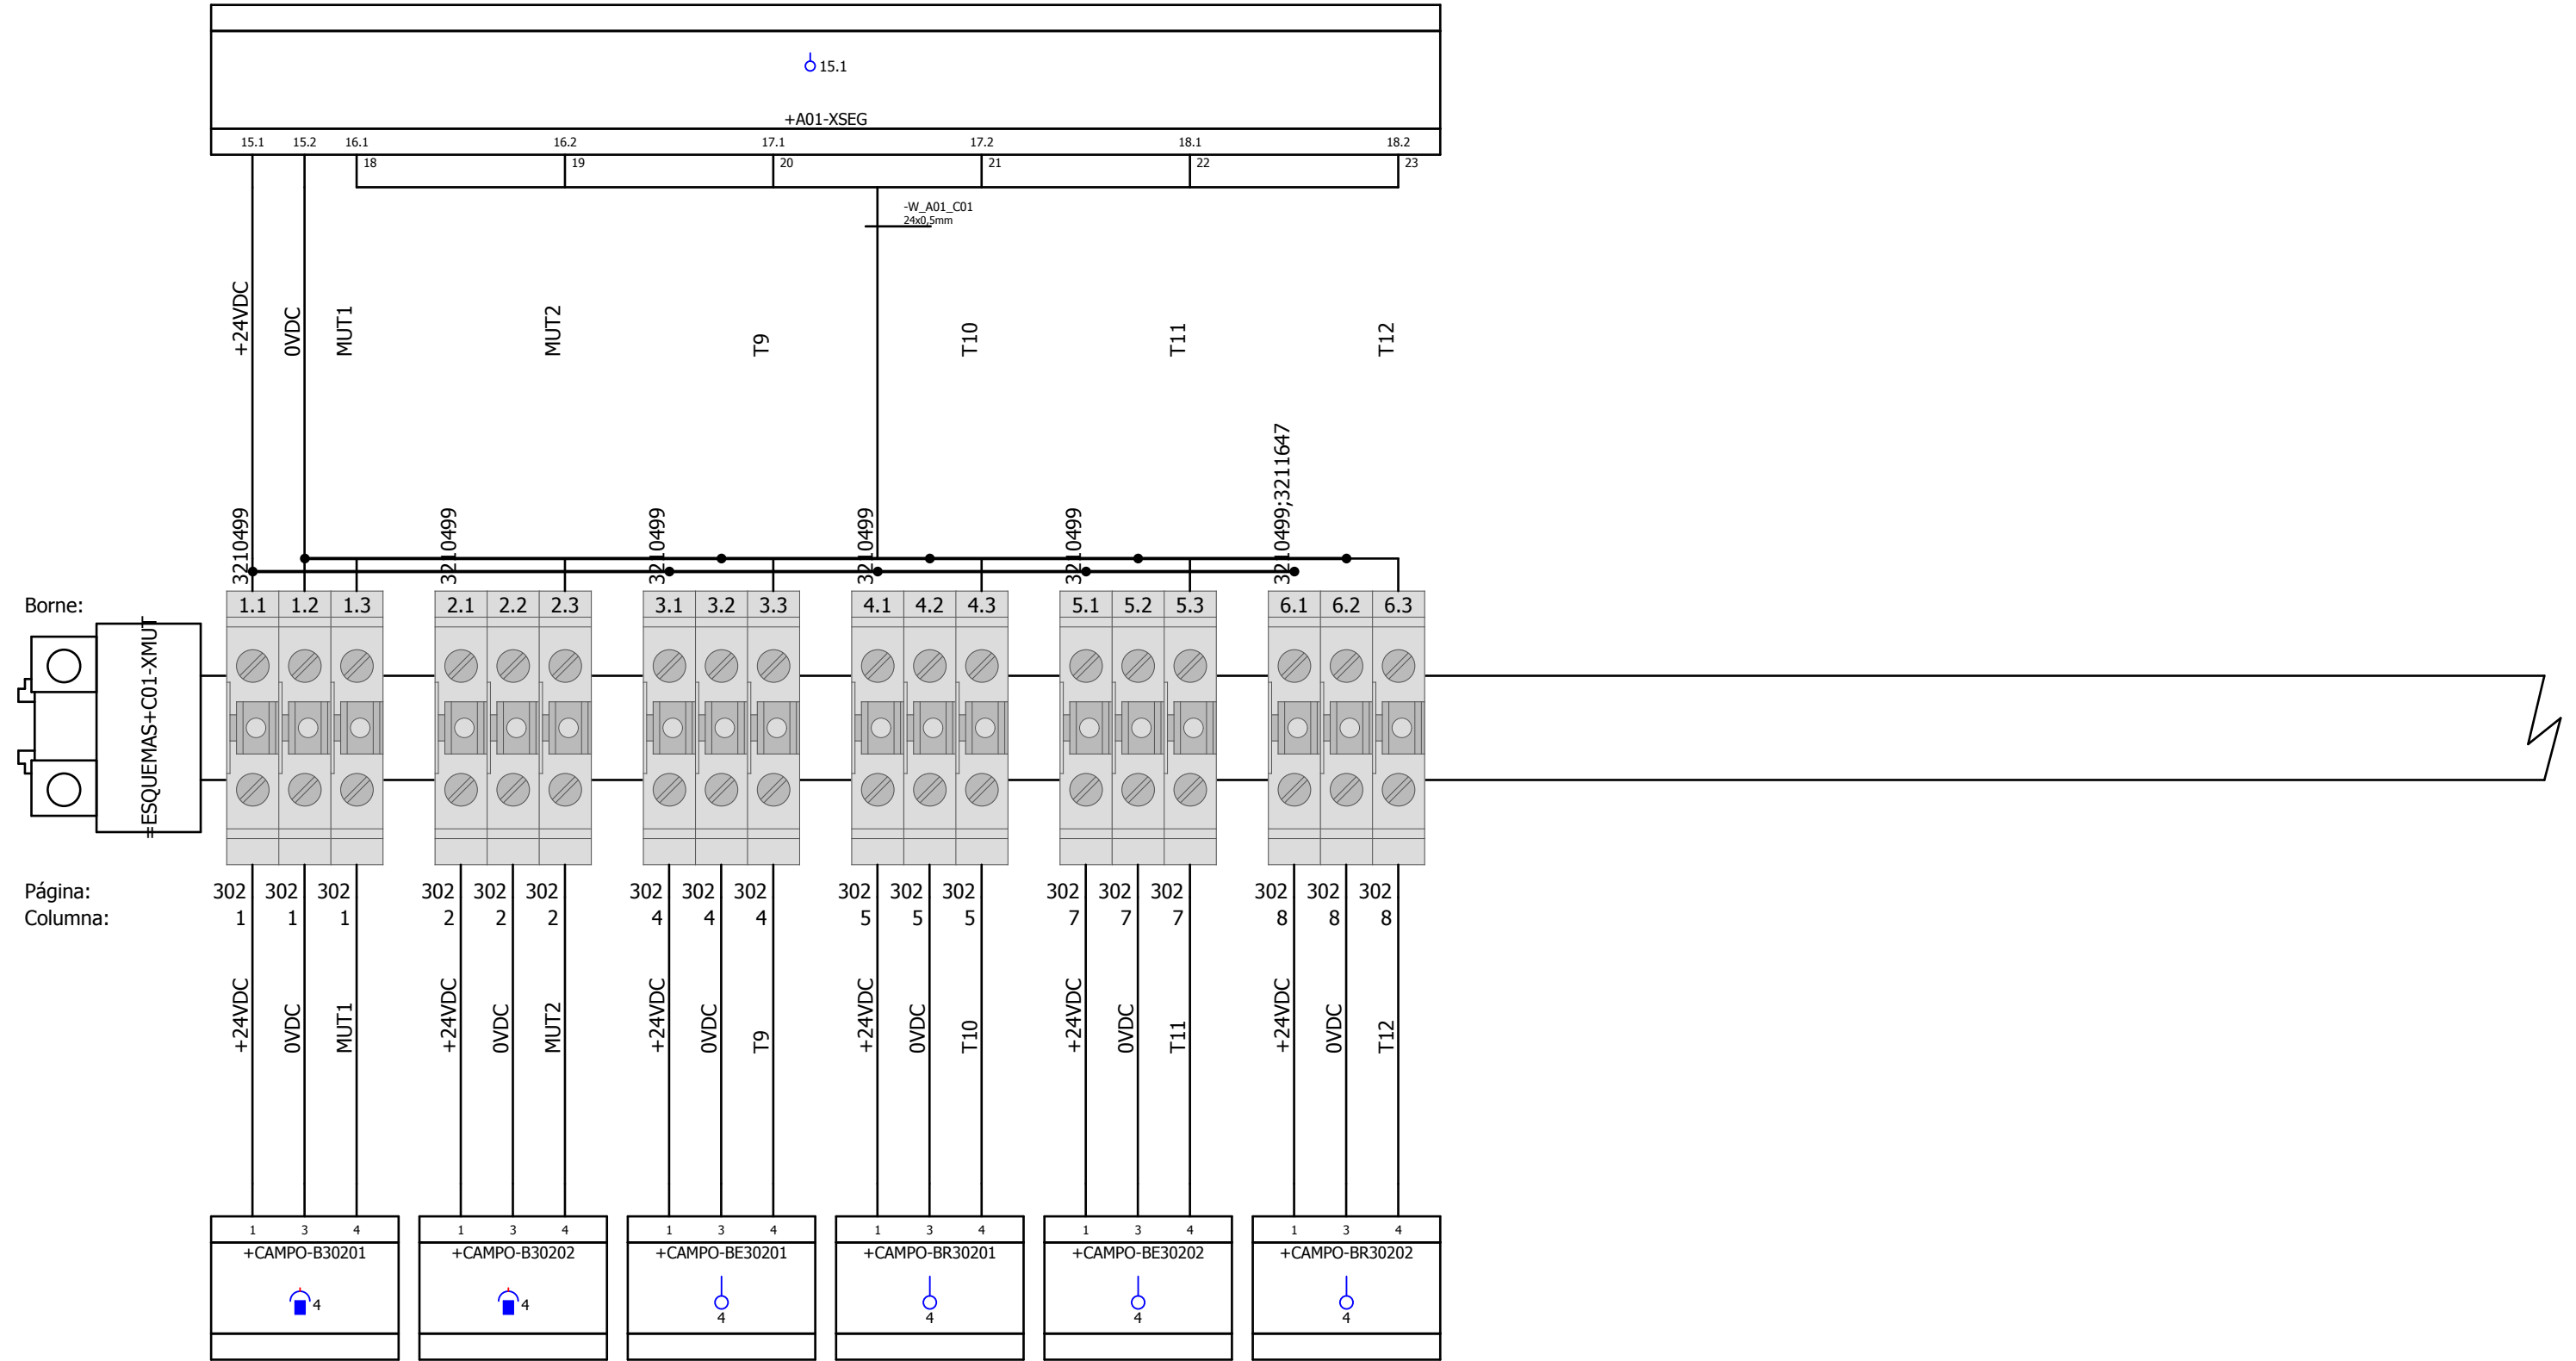 15.1
+A01-XSEG
15.1 15.2 16.1 16.2 17.1 17.2 18.1 18.2
18 19 20 21 22 23
-W_A01_C01
24x0,5mm
+24VDC 0VDC MUT1 MUT2 T9 T10 T11 T12
3210499 3210499 3210499 3210499 3210499 3210499;3211647
Borne: 1.1 1.2 1.3 2.1 2.2 2.3 3.1 3.2 3.3 4.1 4.2 4.3 5.1 5.2 5.3 6.1 6.2 6.3
=ESQUEMAS+C01-XMUT
Página: 302 302 302 302 302 302 302 302 302 302 302 302 302 302 302 302 302 302
Columna: 1 1 1 2 2 2 4 4 4 5 5 5 7 7 7 8 8 8
+24VDC 0VDC MUT1 +24VDC 0VDC MUT2 +24VDC 0VDC T9 +24VDC 0VDC T10 +24VDC 0VDC T11 +24VDC 0VDC T12
1 3 4 1 3 4 1 3 4 1 3 4 1 3 4 1 3 4
+CAMPO-B30201 +CAMPO-B30202 +CAMPO-BE30201 +CAMPO-BR30201 +CAMPO-BE30202 +CAMPO-BR30202
4 4 4 4 4 4